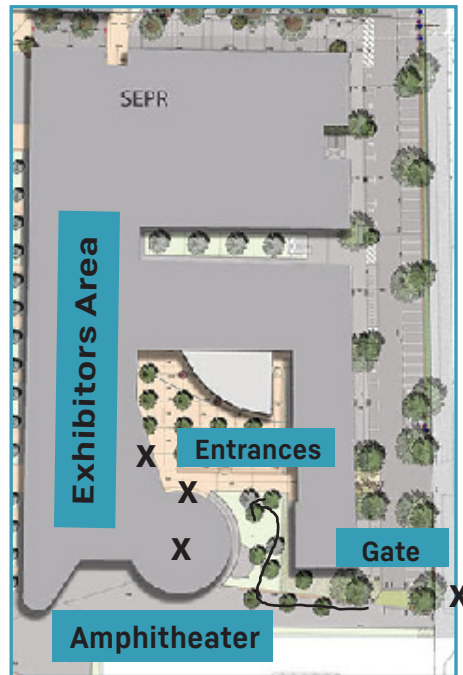 SEPR
Exhibitors Area
X
Entrances
X
X
Gate
X
Amphitheater